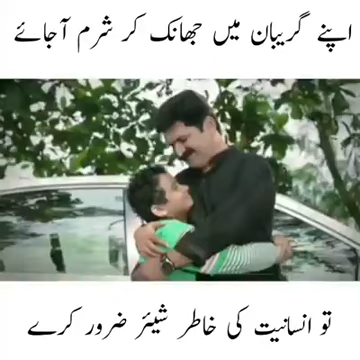 اپنے گریبان میں جھانک کر شرم آجائے
تو انسانیت کی خاطر شیئر ضرور کرے